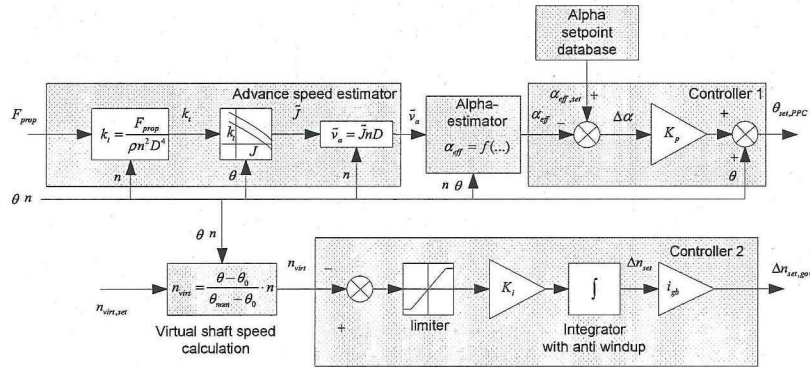 Alpha
setpoint
database
Advance speed estimator
Controller 1
F_prop
k_t = F_prop / ρn²D⁴
k_t
k_t
J
J̃
ṽ_a = J̃nD
ṽ_a
Alpha-
estimator
α_eff = f(...)
α_eff,set
+
α_eff
−
Δα
K_p
+
+
θ
θ_set,PPC
n
θ
n
n θ
θ n
θ n
Controller 2
n_virt,set
n_virt = (θ − θ₀) / (θ_nom − θ₀) · n
n_virt
−
+
Virtual shaft speed
calculation
limiter
K_i
∫
Integrator
with anti windup
Δn_set
i_gb
Δn_set,gov